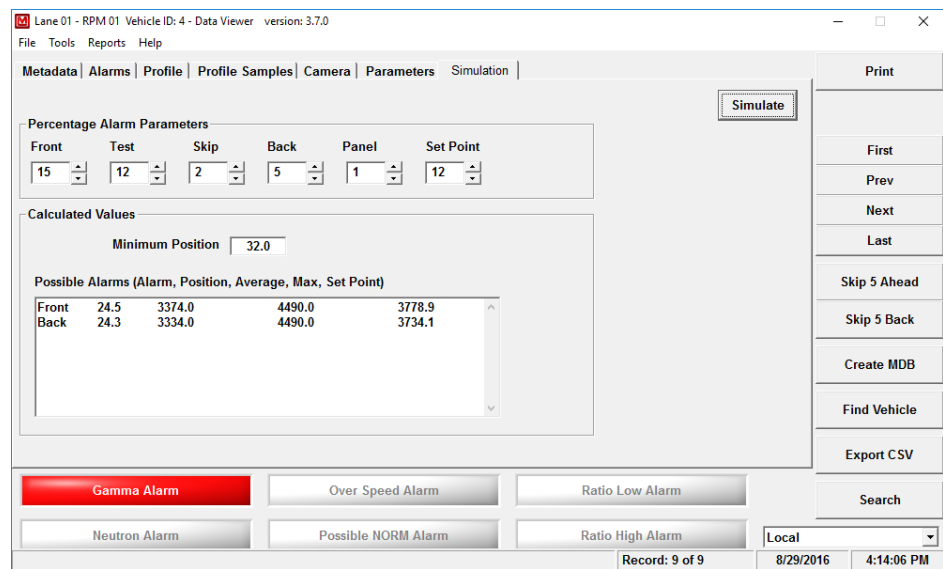 Lane 01 - RPM 01 Vehicle ID: 4 - Data Viewer version: 3.7.0
File Tools Reports Help
Metadata Alarms Profile Profile Samples Camera Parameters Simulation
Print
Simulate
Percentage Alarm Parameters
Front Test Skip Back Panel Set Point
15 12 2 5 1 12
First
Prev
Next
Last
Calculated Values
Minimum Position 32.0
Possible Alarms (Alarm, Position, Average, Max, Set Point)
Front 24.5 3374.0 4490.0 3778.9
Back 24.3 3334.0 4490.0 3734.1
Skip 5 Ahead
Skip 5 Back
Create MDB
Find Vehicle
Export CSV
Search
Gamma Alarm Over Speed Alarm Ratio Low Alarm
Neutron Alarm Possible NORM Alarm Ratio High Alarm
Local
Record: 9 of 9 8/29/2016 4:14:06 PM